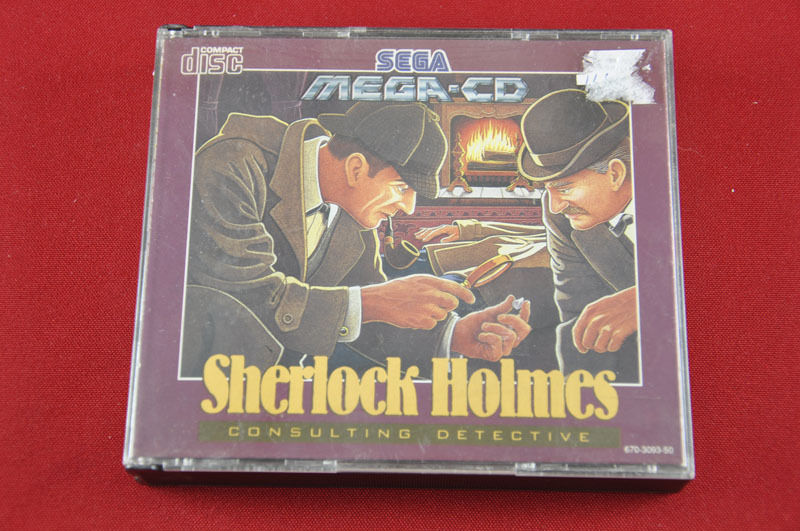 COMPACT
disc
SEGA
MEGA-CD
Sherlock Holmes
CONSULTING DETECTIVE
670-3093-50